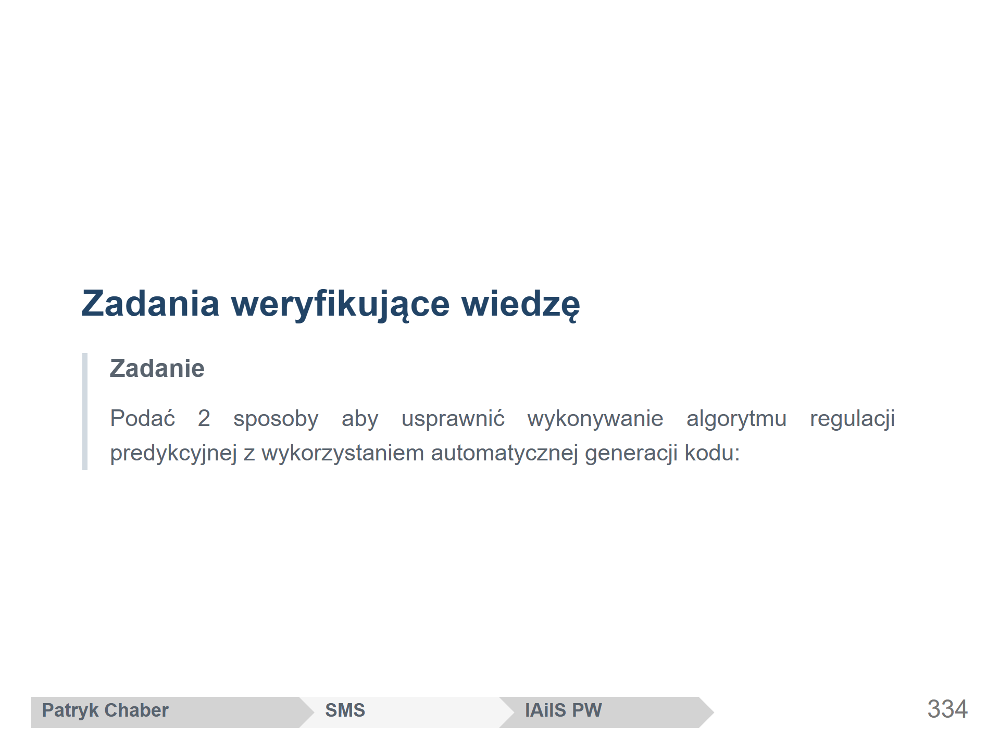 Zadania weryfikujące wiedzę
Zadanie
Podać 2 sposoby aby usprawnić wykonywanie algorytmu regulacji
predykcyjnej z wykorzystaniem automatycznej generacji kodu:
Patryk Chaber
SMS
IAiIS PW
334